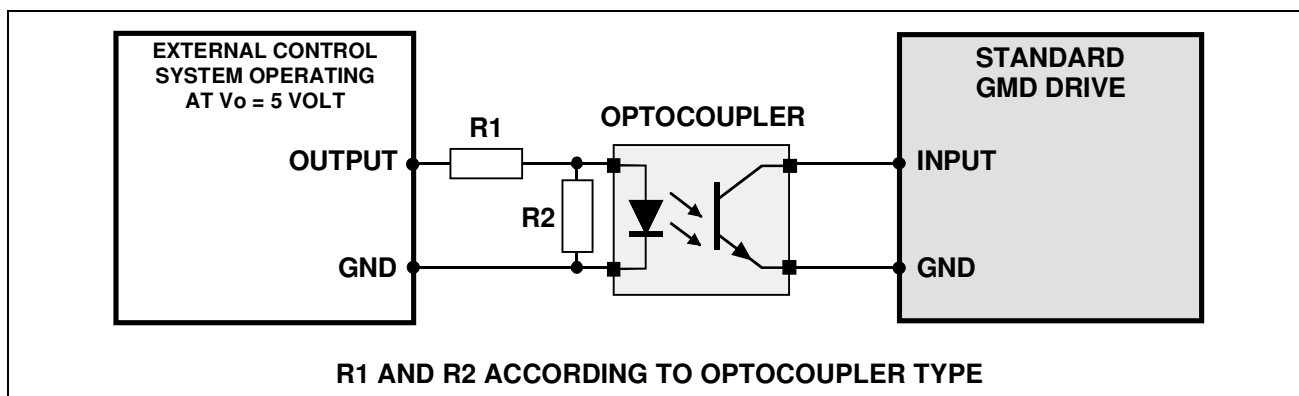 EXTERNAL CONTROL
SYSTEM OPERATING
AT Vo = 5 VOLT
OUTPUT
GND
R1
R2
OPTOCOUPLER
STANDARD
GMD DRIVE
INPUT
GND
R1 AND R2 ACCORDING TO OPTOCOUPLER TYPE